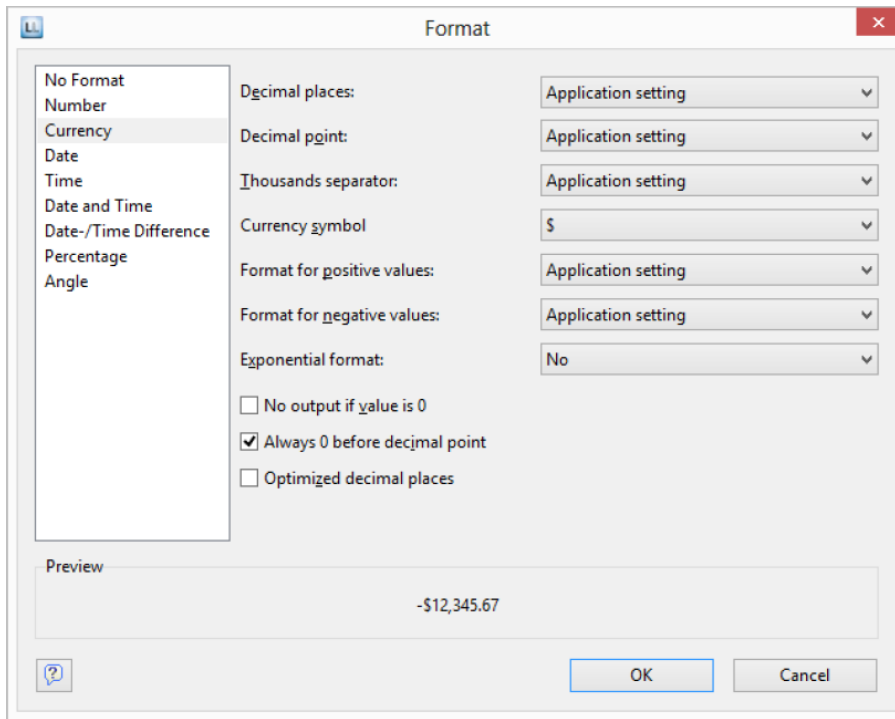 Format
No Format
Number
Currency
Date
Time
Date and Time
Date-/Time Difference
Percentage
Angle
Decimal places: Application setting
Decimal point: Application setting
Thousands separator: Application setting
Currency symbol $
Format for positive values: Application setting
Format for negative values: Application setting
Exponential format: No
No output if value is 0
Always 0 before decimal point
Optimized decimal places
Preview
-$12,345.67
OK Cancel